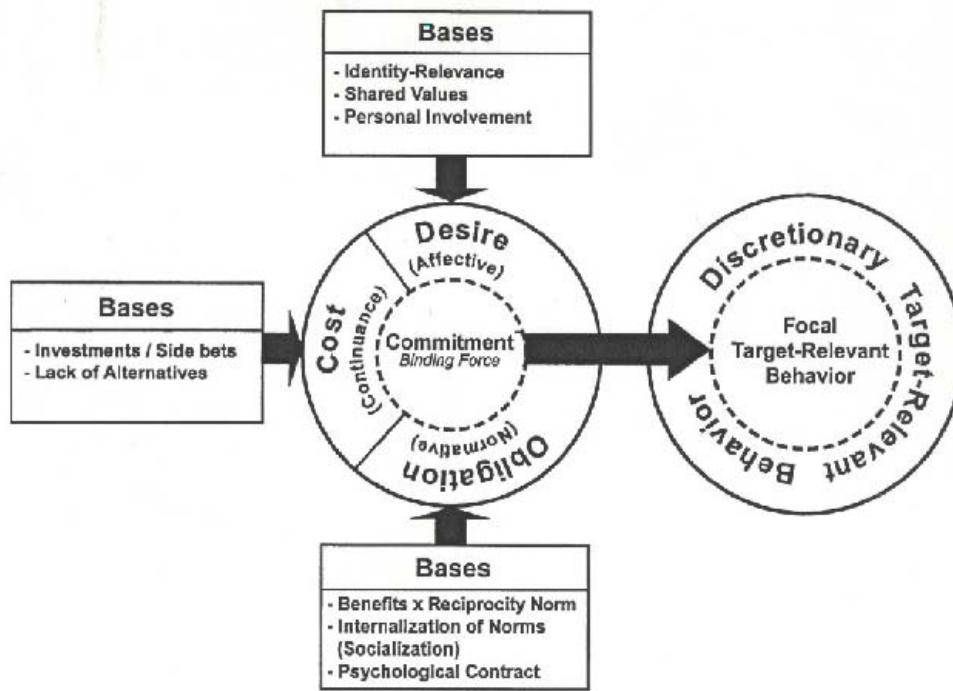 Bases
- Identity-Relevance
- Shared Values
- Personal Involvement
Bases
- Investments / Side bets
- Lack of Alternatives
Desire
(Affective)
Cost
(Continuance)
Commitment
Binding Force
(Normative)
Obligation
Discretionary Target-Relevant Behavior
Focal
Target-Relevant
Behavior
Bases
- Benefits x Reciprocity Norm
- Internalization of Norms
(Socialization)
- Psychological Contract